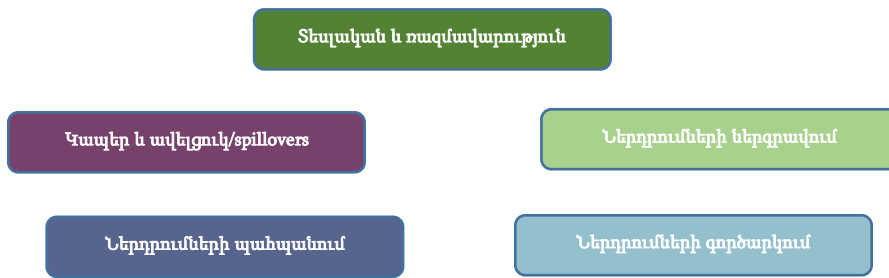 Տեսլական և ռազմավարություն
Կապեր և ավելցուկ/spillovers
Ներդրումների ներգրավում
Ներդրումների պահպանում
Ներդրումների գործարկում